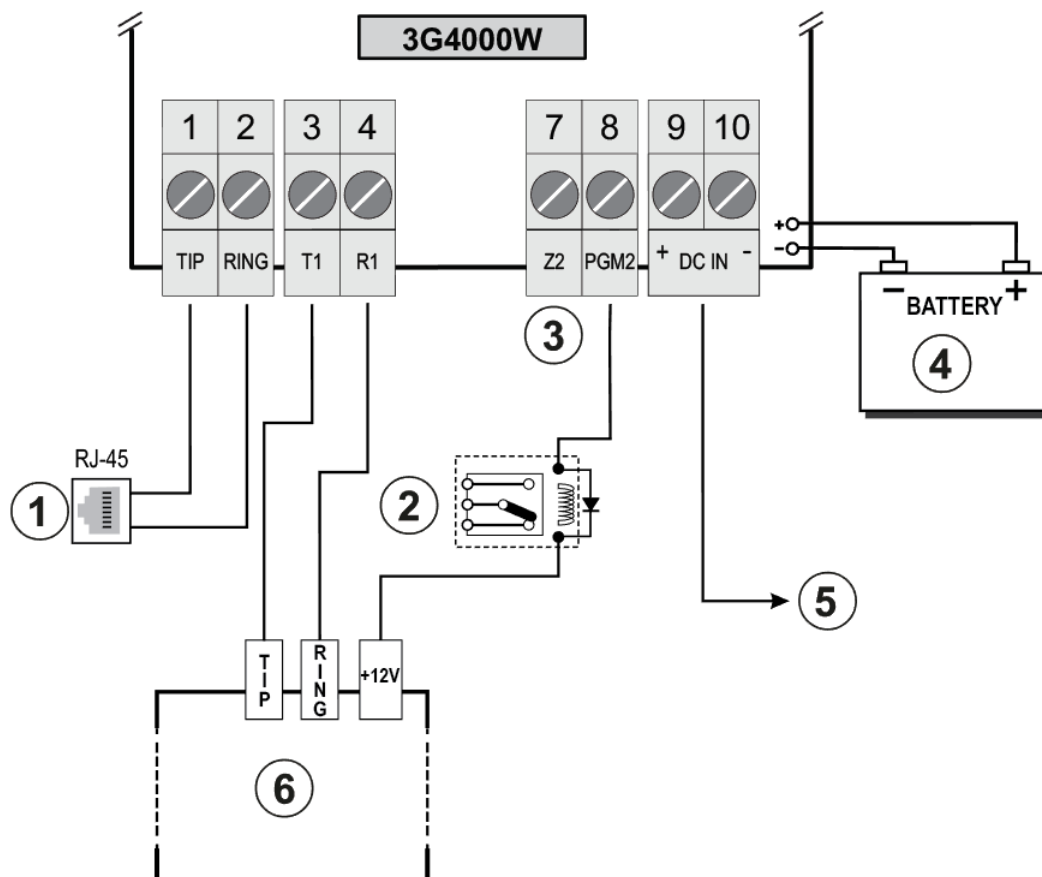 3G4000W
1 2 3 4 7 8 9 10
TIP RING T1 R1 Z2 PGM2 + DC IN -
+
-
- +
BATTERY
3
4
RJ-45
1
2
5
TIP RING +12V
6